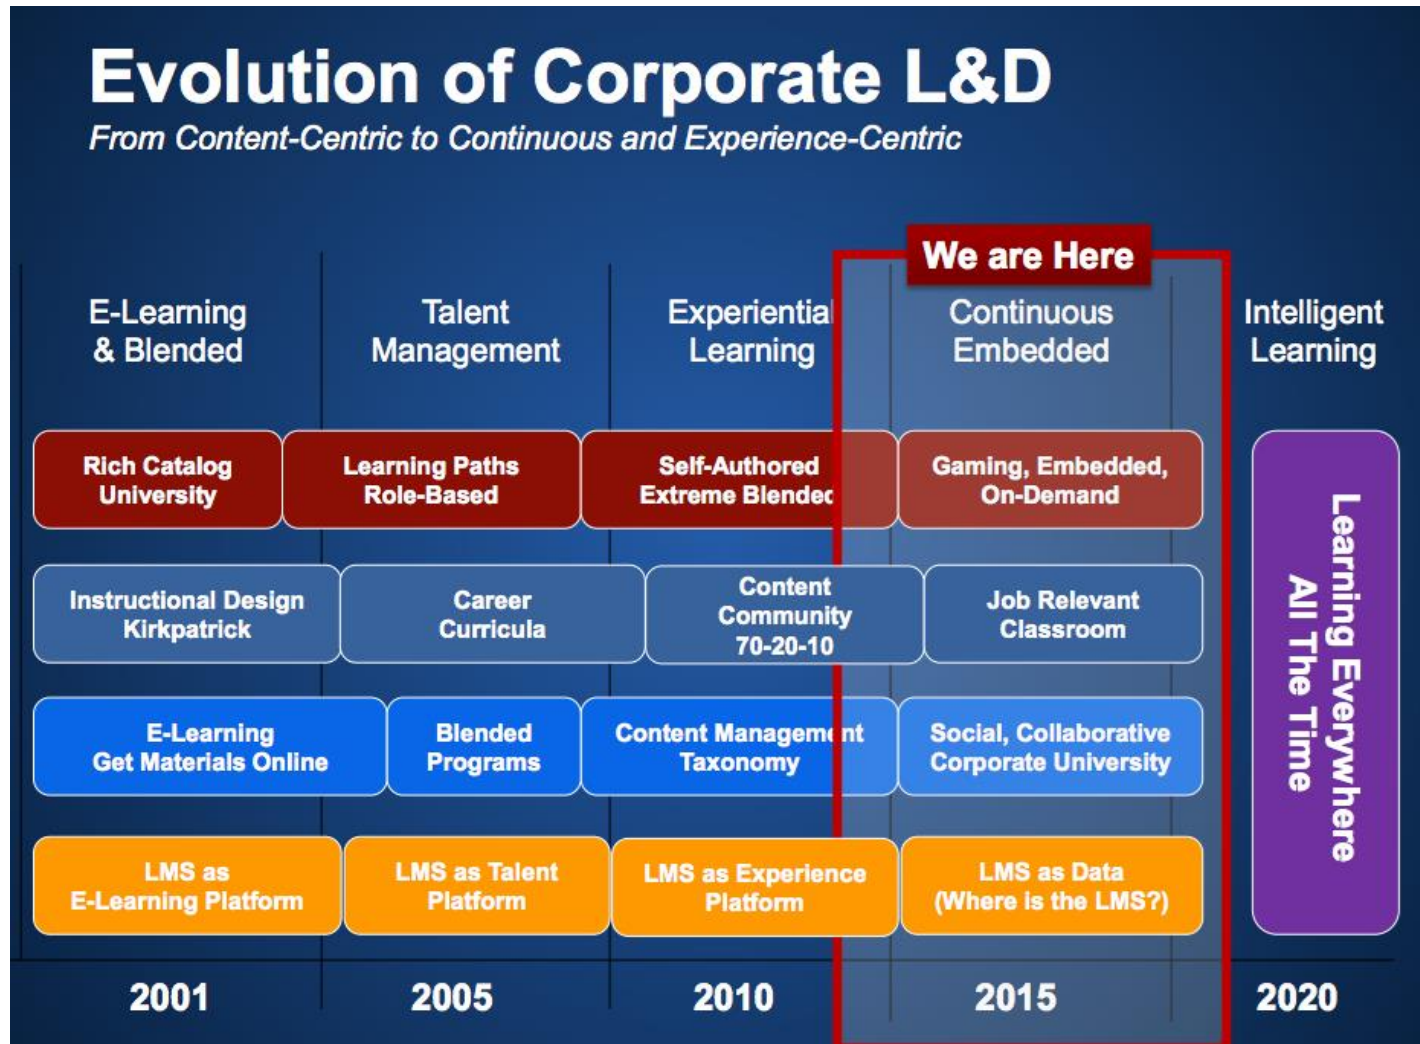 Evolution of Corporate L&D
From Content-Centric to Continuous and Experience-Centric
We are Here
E-Learning
& Blended
Talent
Management
Experiential
Learning
Continuous
Embedded
Intelligent
Learning
Rich Catalog
University
Learning Paths
Role-Based
Self-Authored
Extreme Blended
Gaming, Embedded,
On-Demand
Instructional Design
Kirkpatrick
Career
Curricula
Content
Community
70-20-10
Job Relevant
Classroom
E-Learning
Get Materials Online
Blended
Programs
Content Management
Taxonomy
Social, Collaborative
Corporate University
LMS as
E-Learning Platform
LMS as Talent
Platform
LMS as Experience
Platform
LMS as Data
(Where is the LMS?)
Learning Everywhere
All The Time
2001
2005
2010
2015
2020